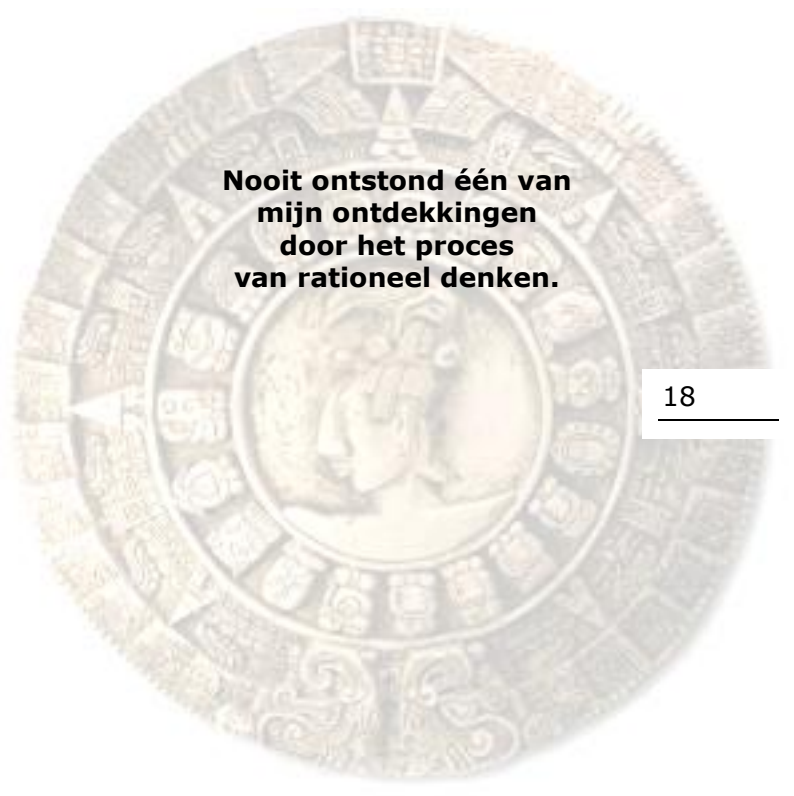 Nooit ontstond één van
mijn ontdekkingen
door het proces
van rationeel denken.
18